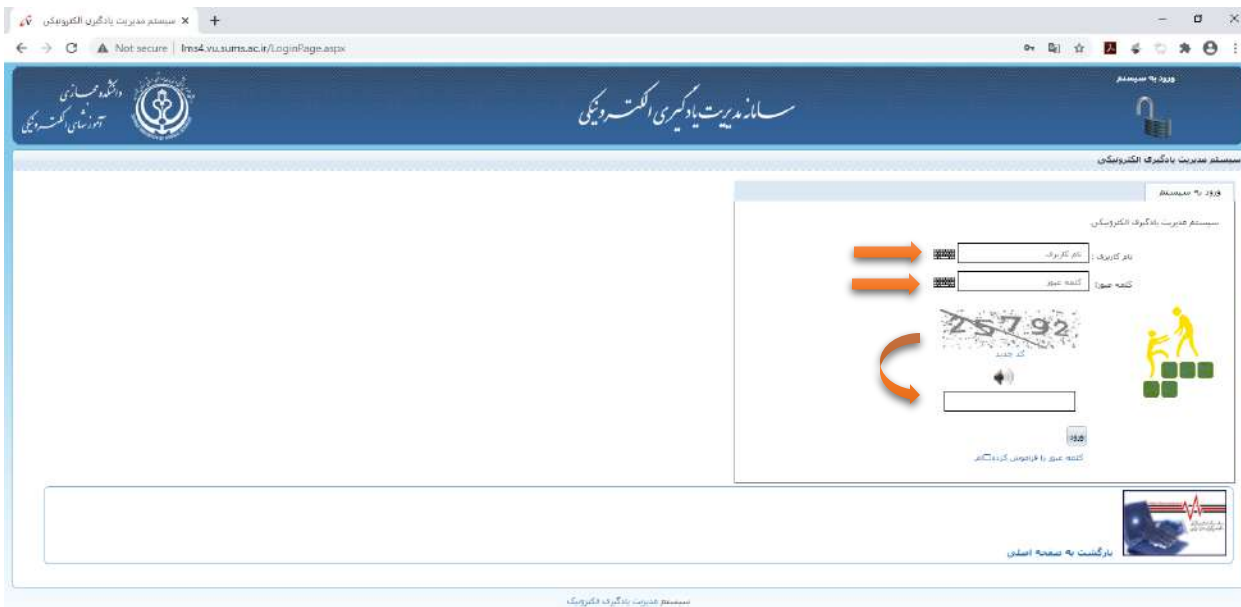 سیستم مدیریت یادگیری الکترونیکی
Not secure | lms4.vu.sums.ac.ir/LoginPage.aspx
ورود به سیستم
سامانه مدیریت یادگیری الکترونیکی
دانشکده مجازی
آموزشهای الکترونیکی
سیستم مدیریت یادگیری الکترونیکی
ورود به سیستم
سیستم مدیریت یادگیری الکترونیکی
نام کاربری : نام کاربری
کلمه عبور: کلمه عبور
25792
کد جدید
ورود
کلمه عبور را فراموش کرده ام
بازگشت به صفحه اصلی
سیستم مدیریت یادگیری الکترونیک